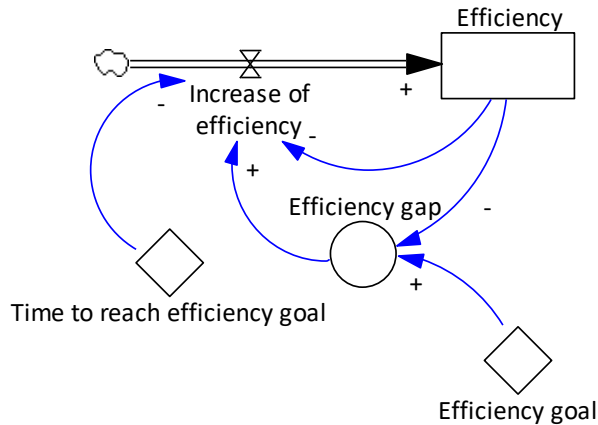 Efficiency
+
-
Increase of
efficiency
-
+
Efficiency gap
-
+
Time to reach efficiency goal
Efficiency goal